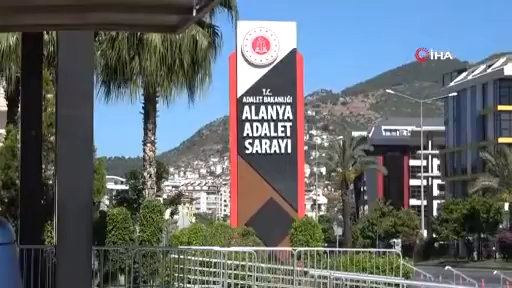 İHA
T.C.
ADALET BAKANLIĞI
ALANYA
ADALET
SARAYI